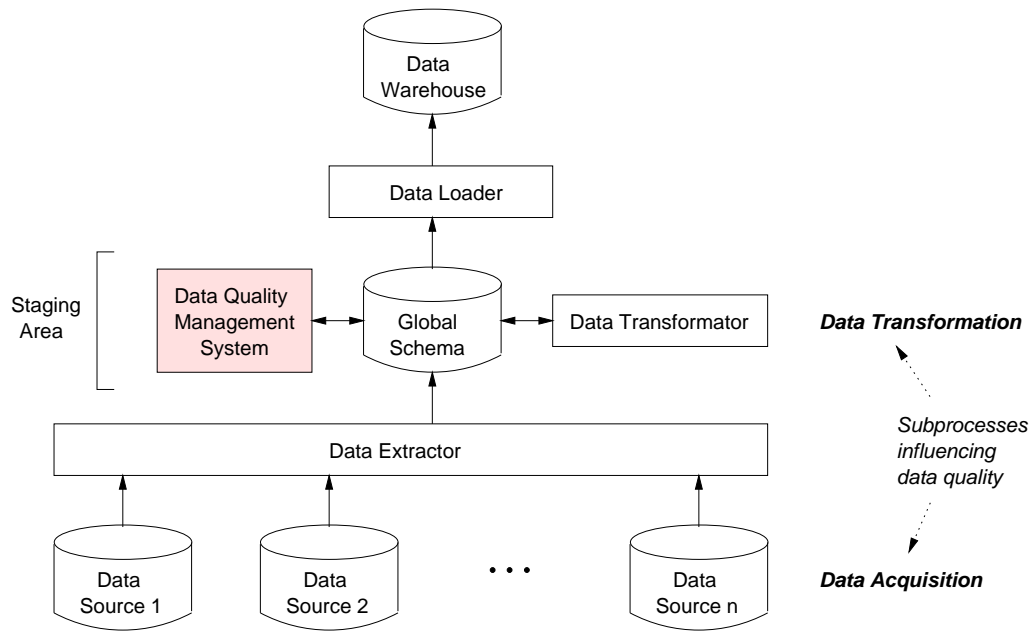 Data
Warehouse
Data Loader
Staging
Area
Data Quality
Management
System
Global
Schema
Data Transformator
Data Transformation
Subprocesses
influencing
data quality
Data Extractor
Data
Source 1
Data
Source 2
...
Data
Source n
Data Acquisition